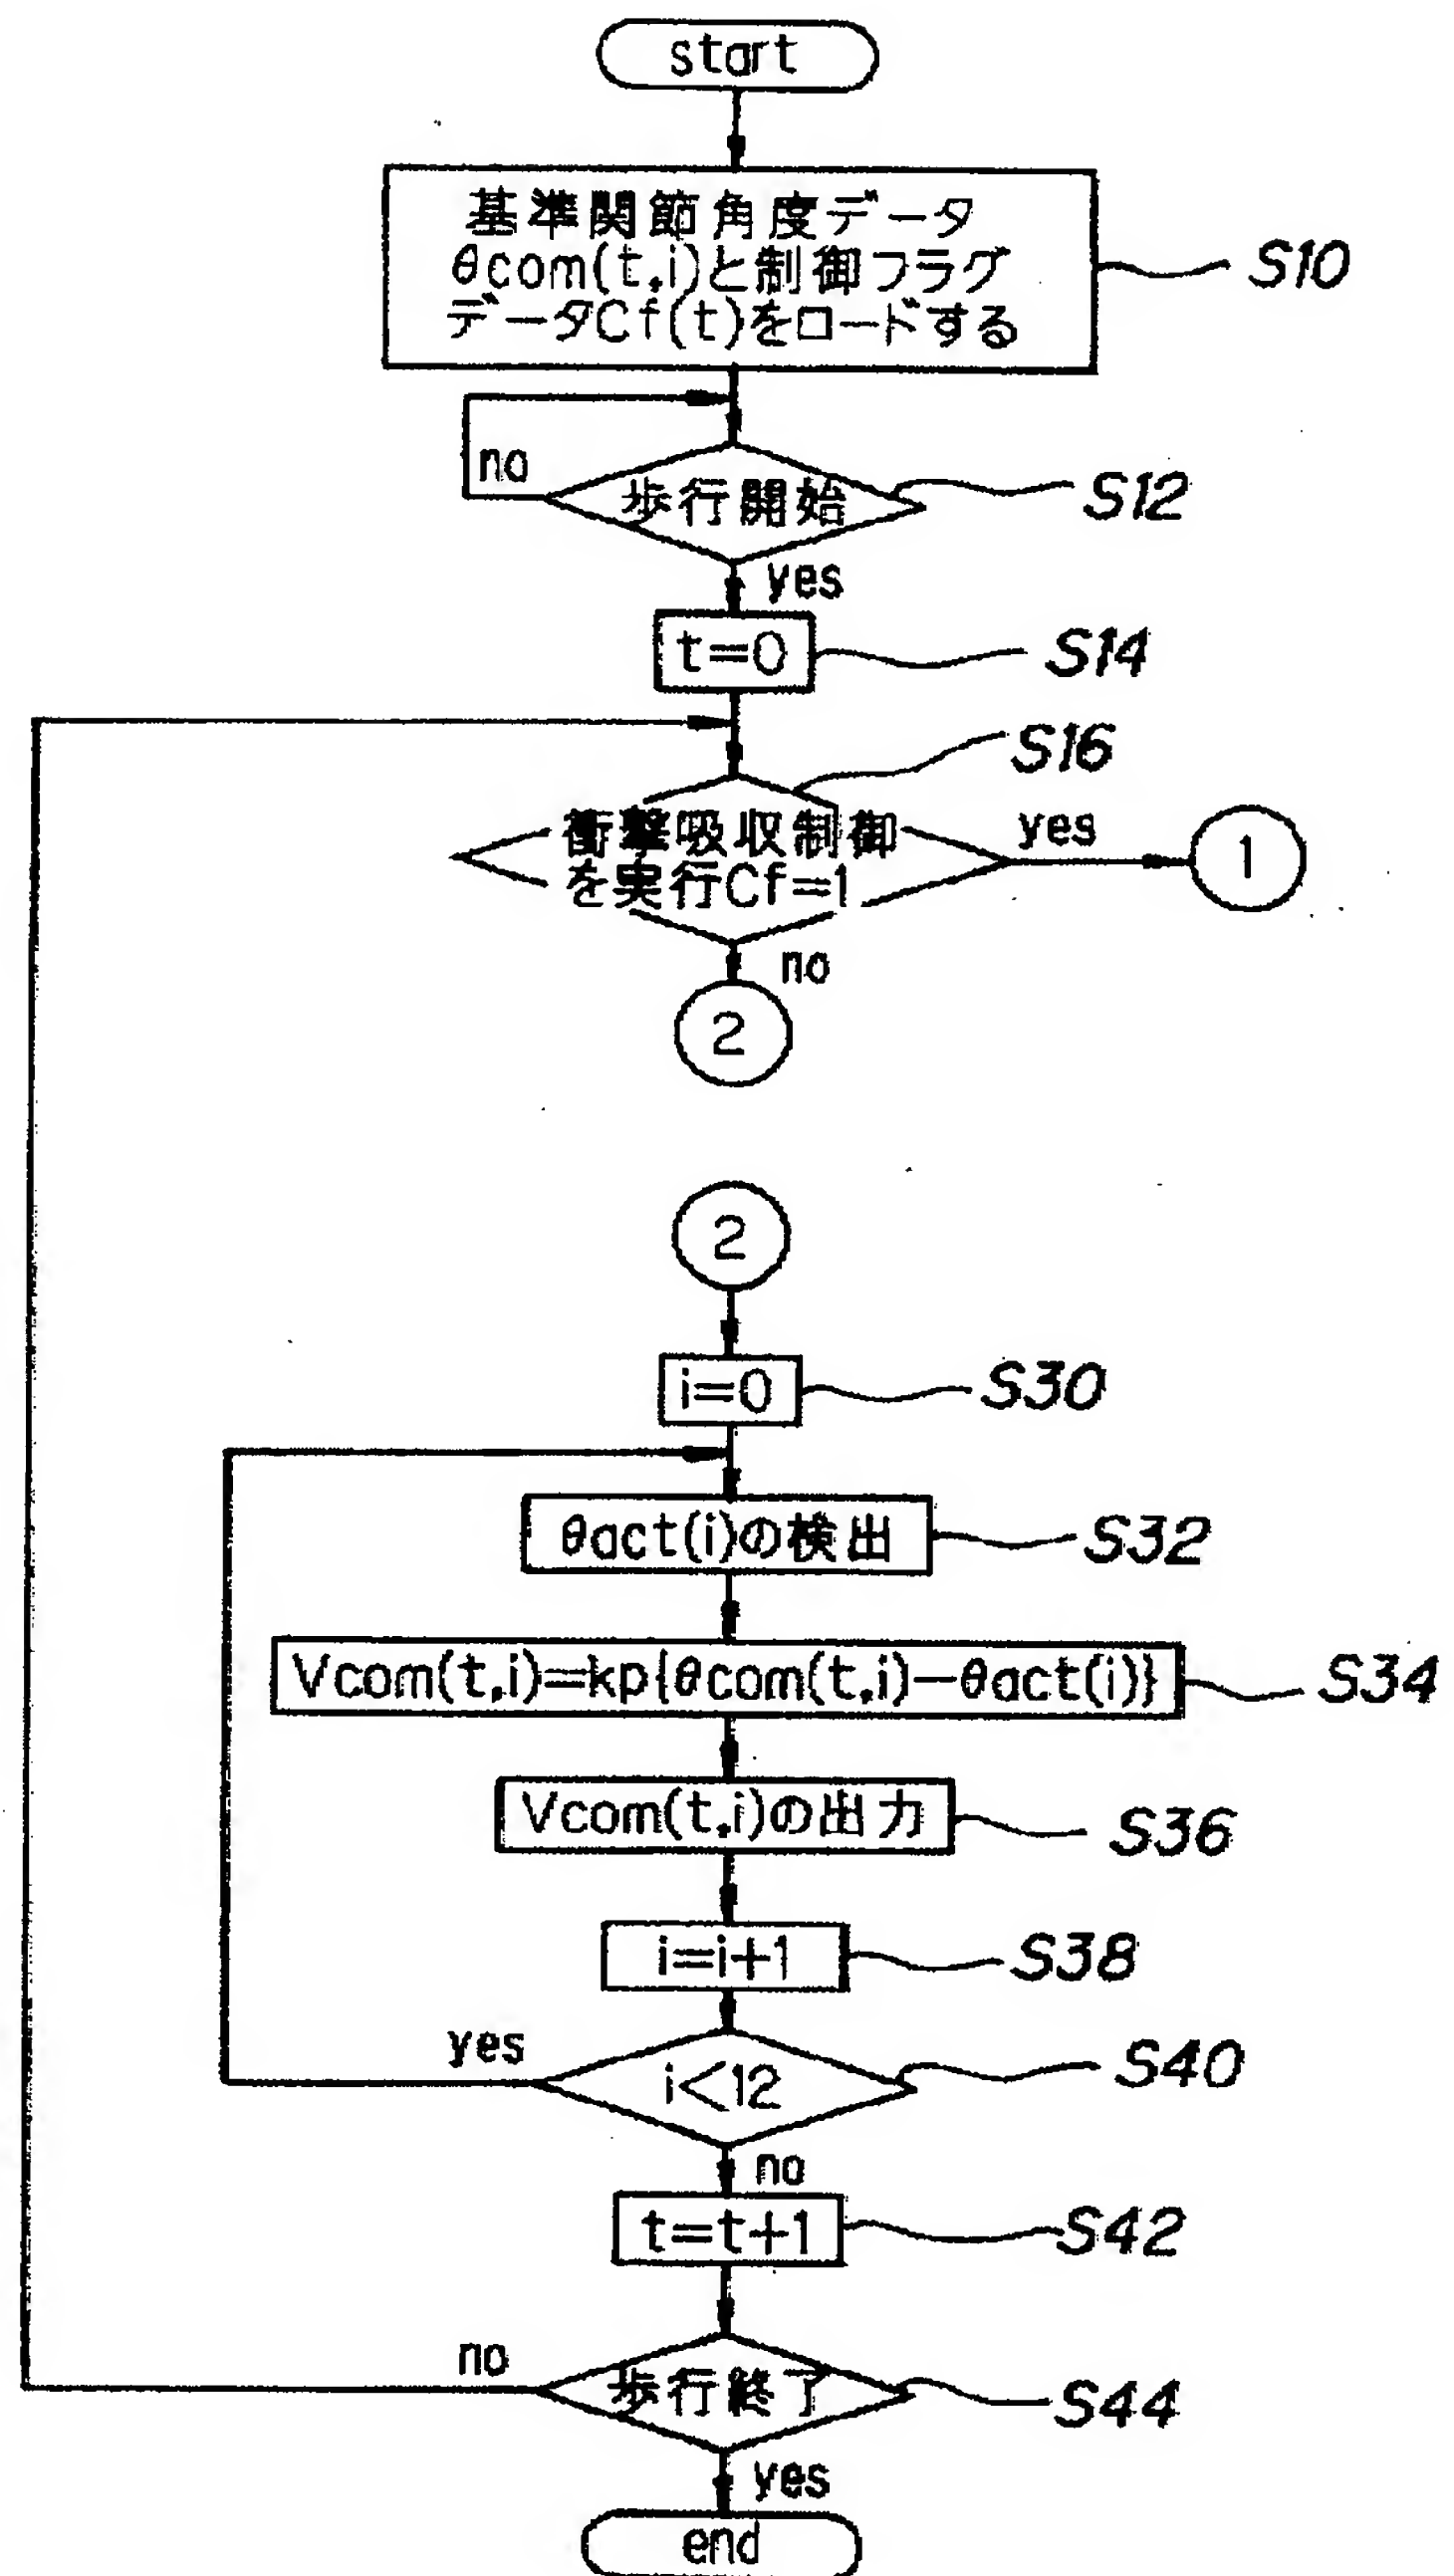 start
基準関節角度データ
θcom(t,i)と制御フラグ
データCf(t)をロードする
S10
no
歩行開始
S12
yes
t=0
S14
S16
衝撃吸収制御
を実行Cf=1
yes
1
no
2
2
i=0
S30
θact(i)の検出
S32
Vcom(t,i)=kp{θcom(t,i)-θact(i)}
S34
Vcom(t,i)の出力
S36
i=i+1
S38
yes
i<12
S40
no
t=t+1
S42
no
歩行終了
S44
yes
end